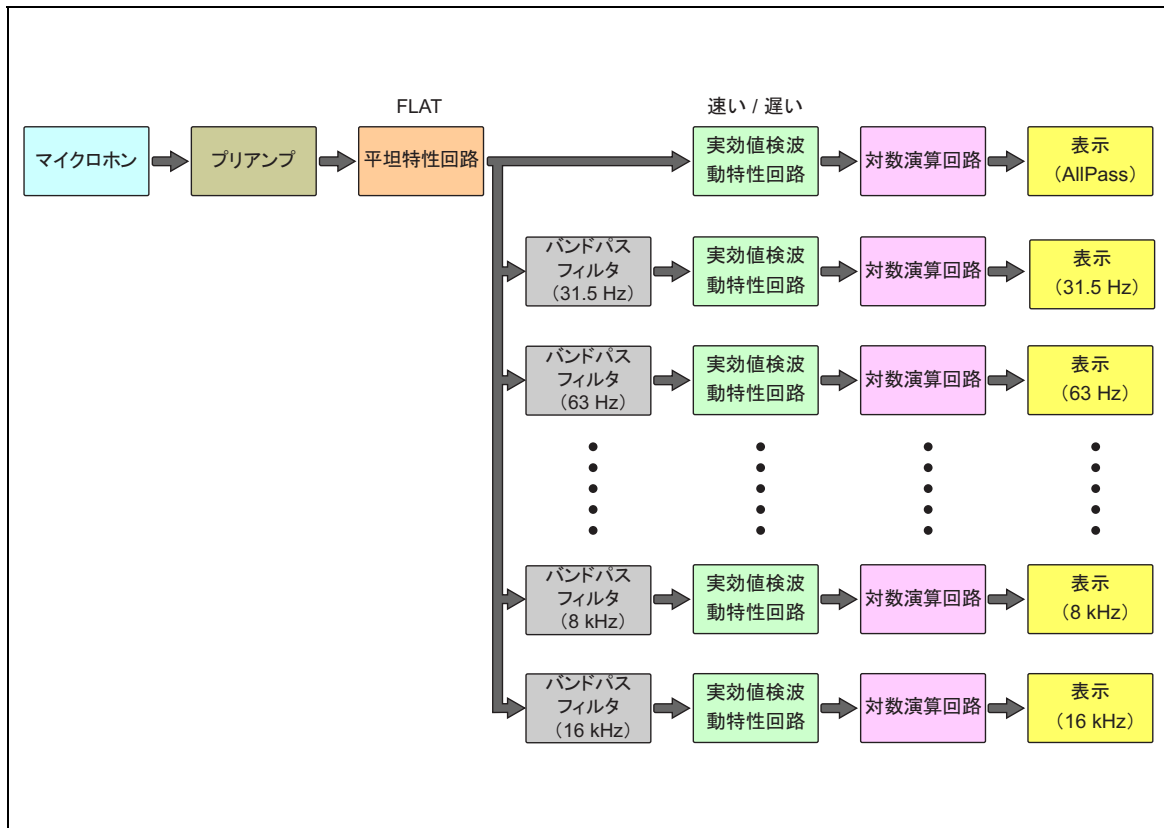 FLAT
速い / 遅い
マイクロホン
プリアンプ
平坦特性回路
実効値検波
動特性回路
対数演算回路
表示
（AllPass）
バンドパス
フィルタ
（31.5 Hz）
実効値検波
動特性回路
対数演算回路
表示
（31.5 Hz）
バンドパス
フィルタ
（63 Hz）
実効値検波
動特性回路
対数演算回路
表示
（63 Hz）
バンドパス
フィルタ
（8 kHz）
実効値検波
動特性回路
対数演算回路
表示
（8 kHz）
バンドパス
フィルタ
（16 kHz）
実効値検波
動特性回路
対数演算回路
表示
（16 kHz）